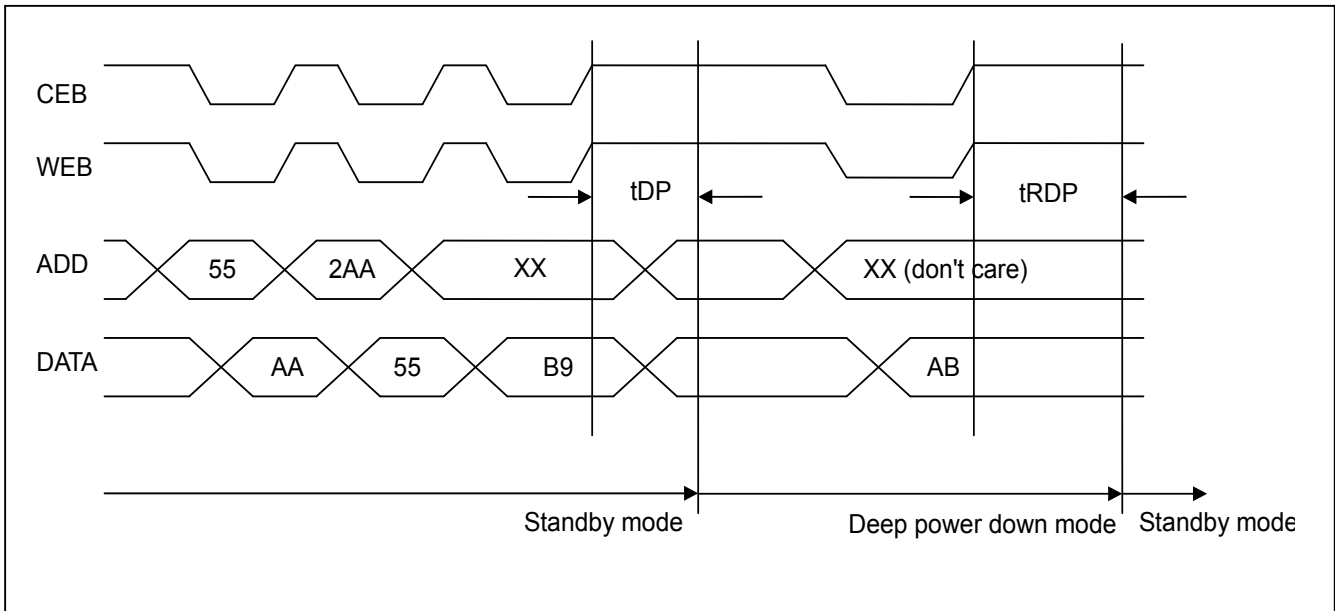 CEB
WEB
tDP
tRDP
ADD
55
2AA
XX
XX (don't care)
DATA
AA
55
B9
AB
Standby mode
Deep power down mode
Standby mode